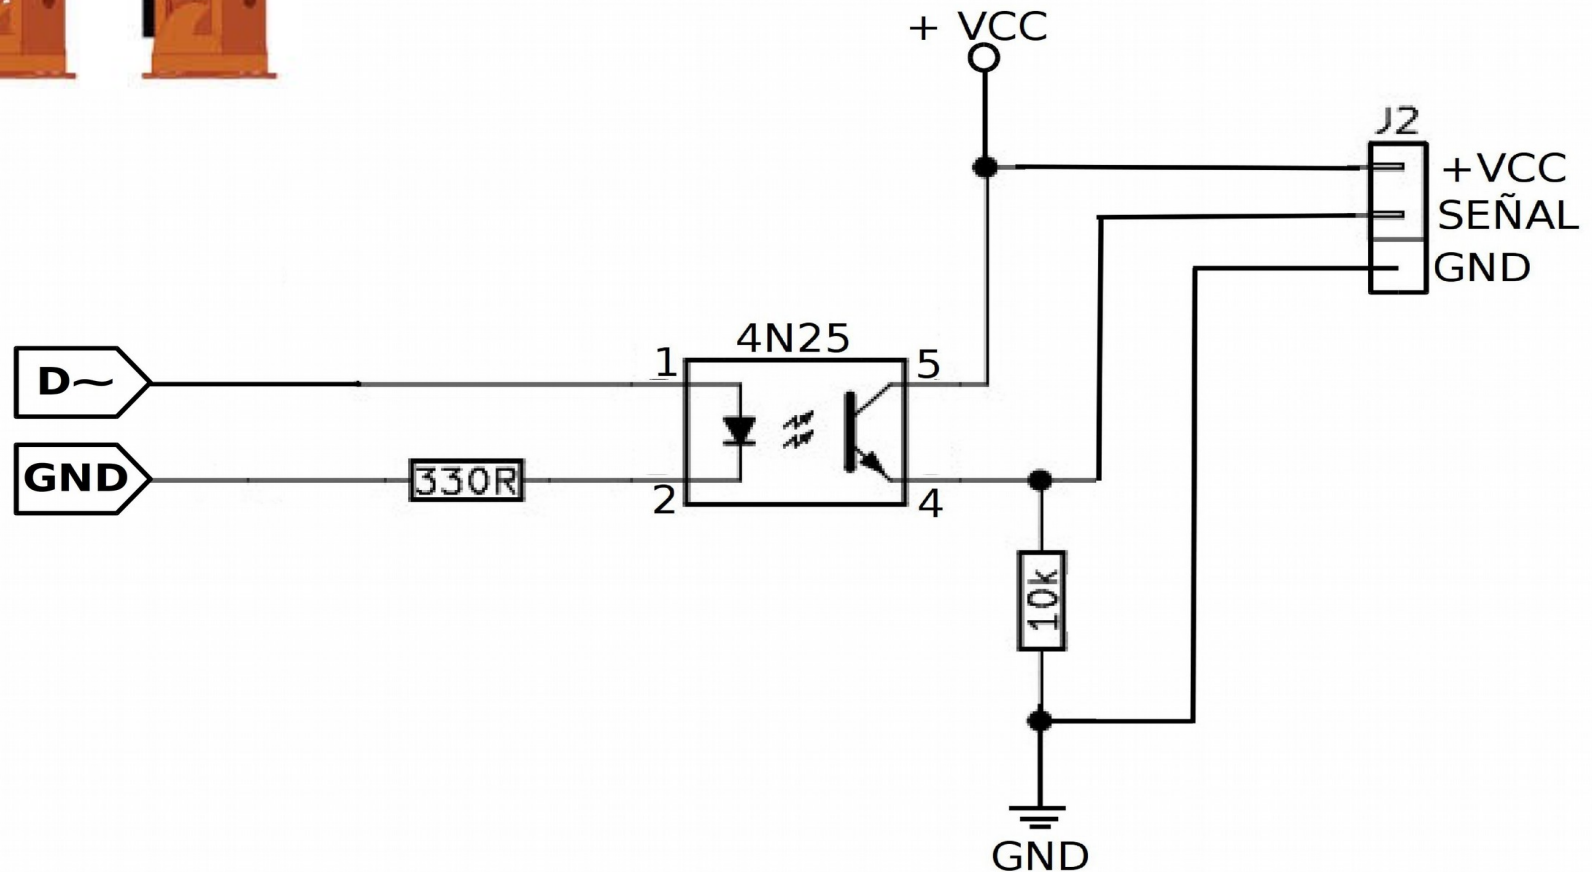 + VCC
J2
+VCC
SEÑAL
GND
4N25
1
5
D~
GND
330R
2
4
10k
GND